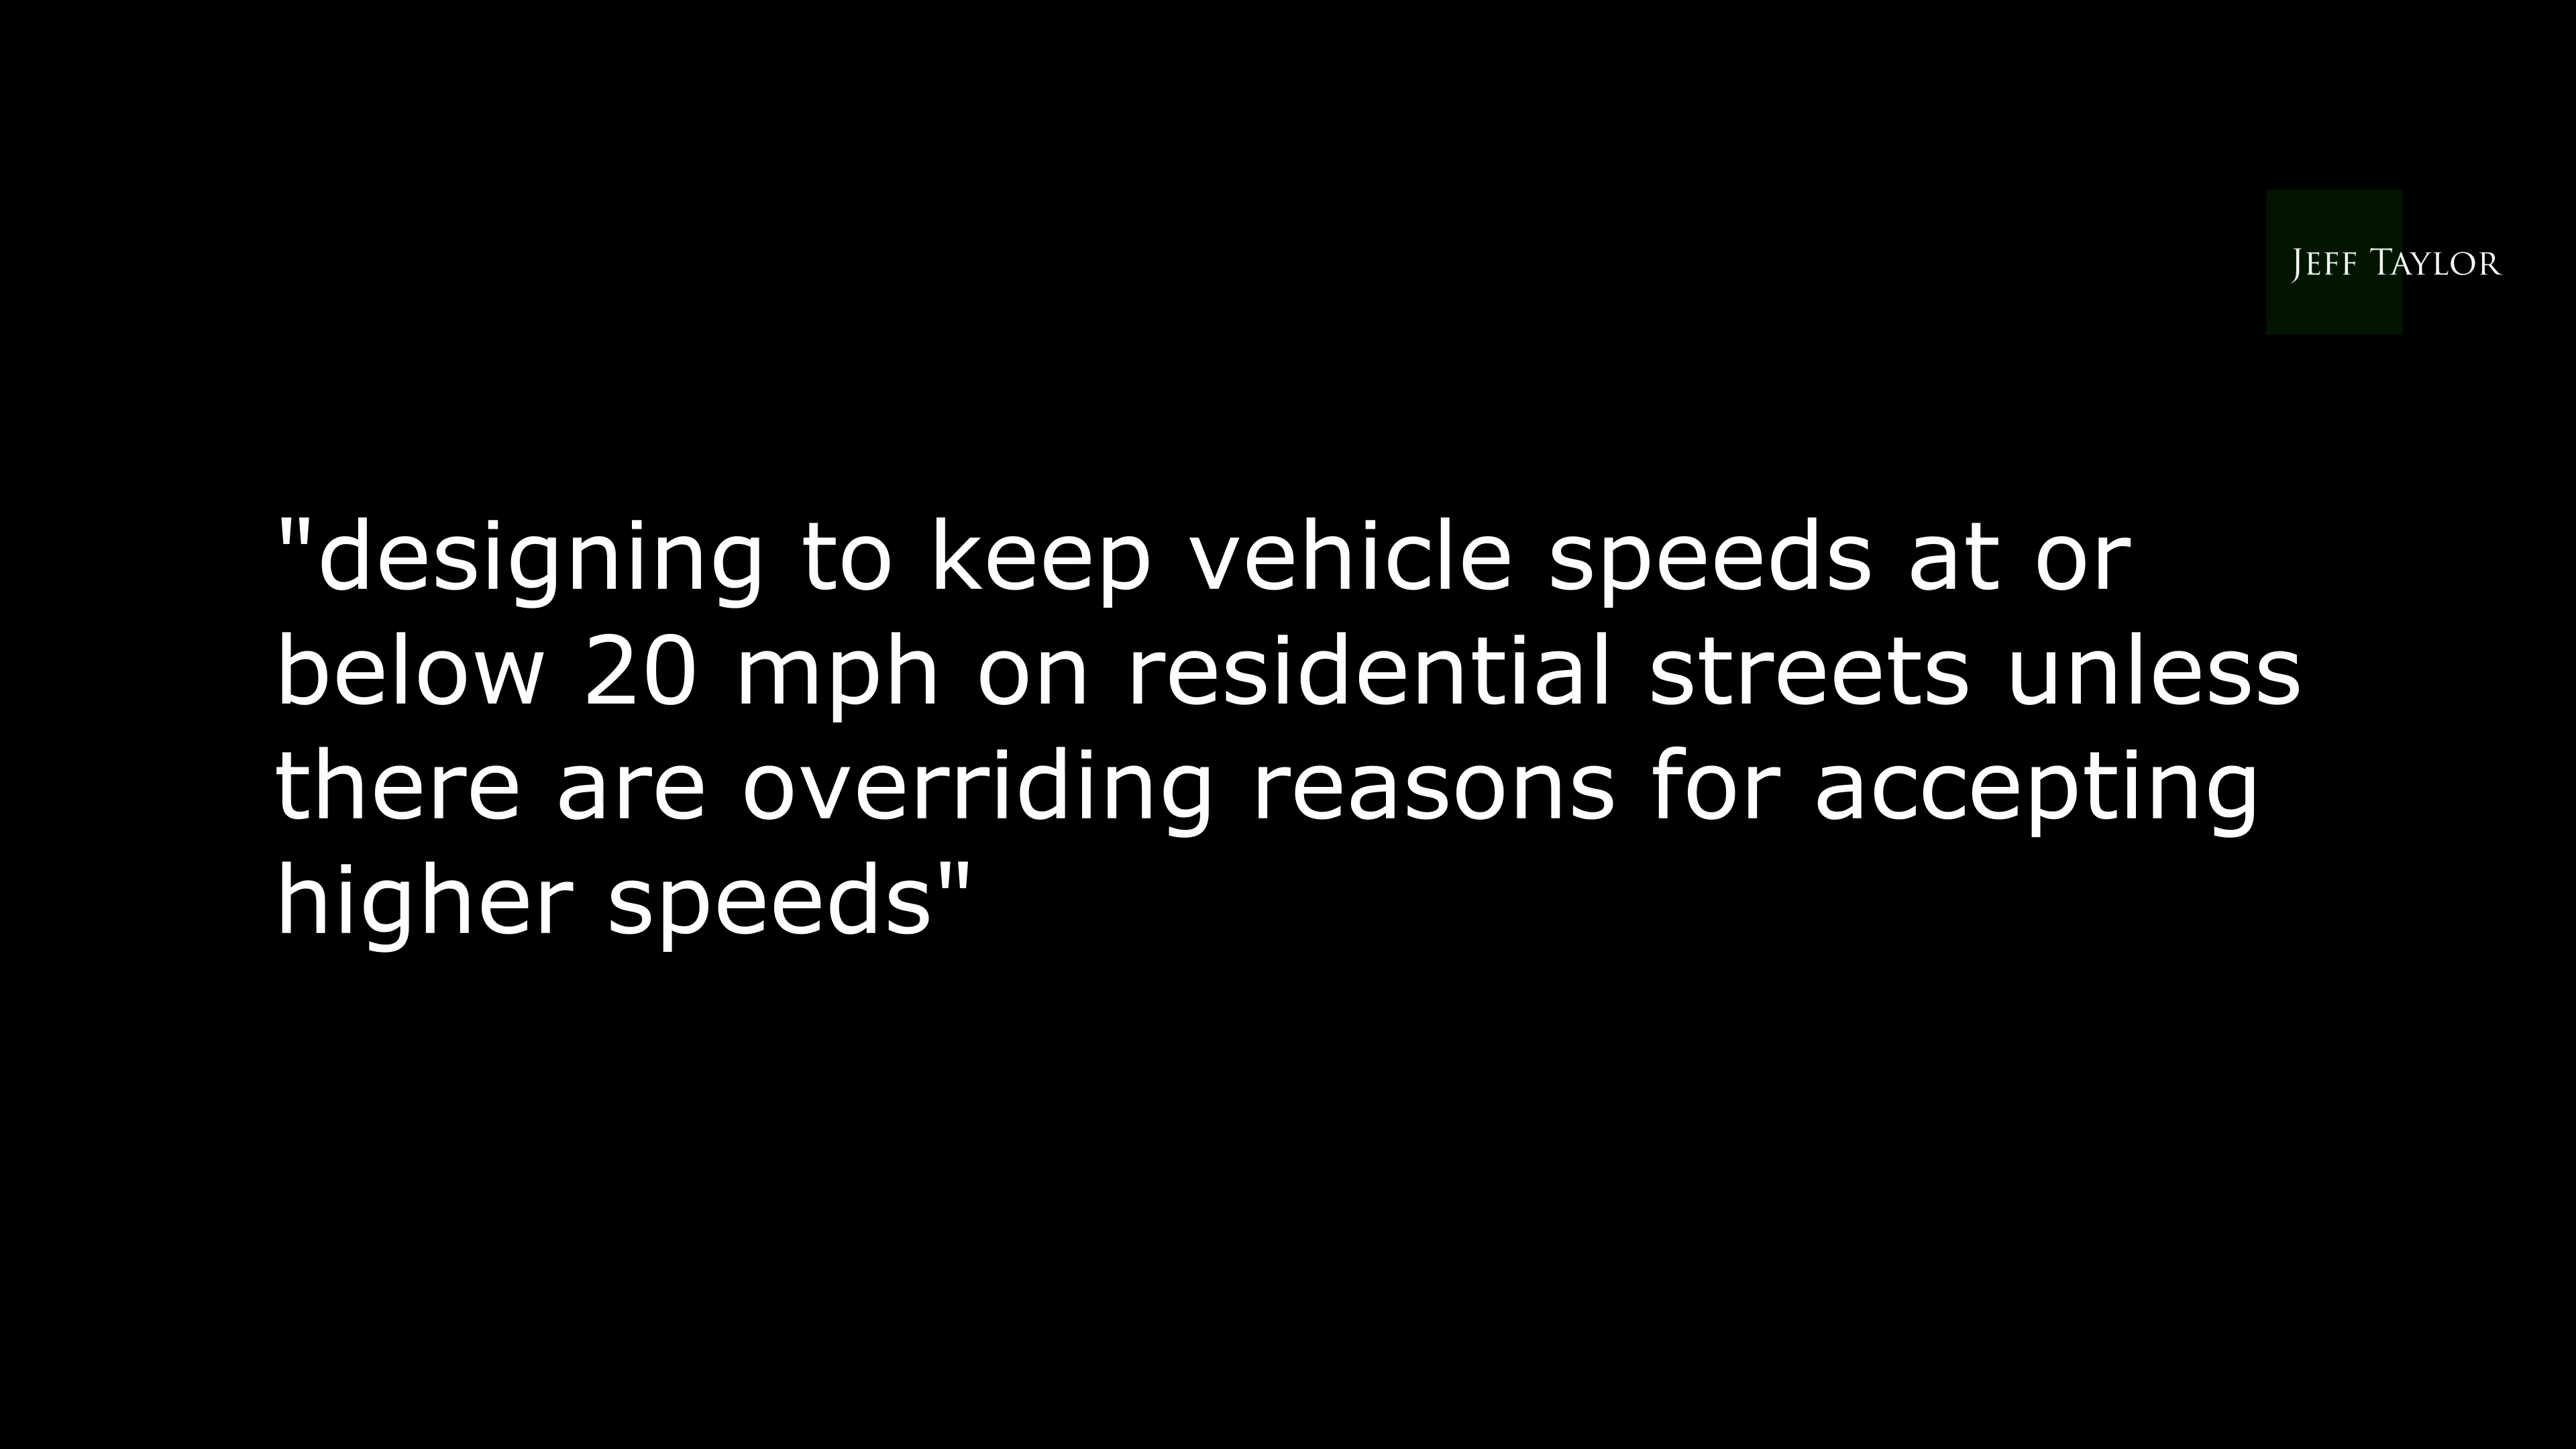 Jeff Taylor
"designing to keep vehicle speeds at or
below 20 mph on residential streets unless
there are overriding reasons for accepting
higher speeds"